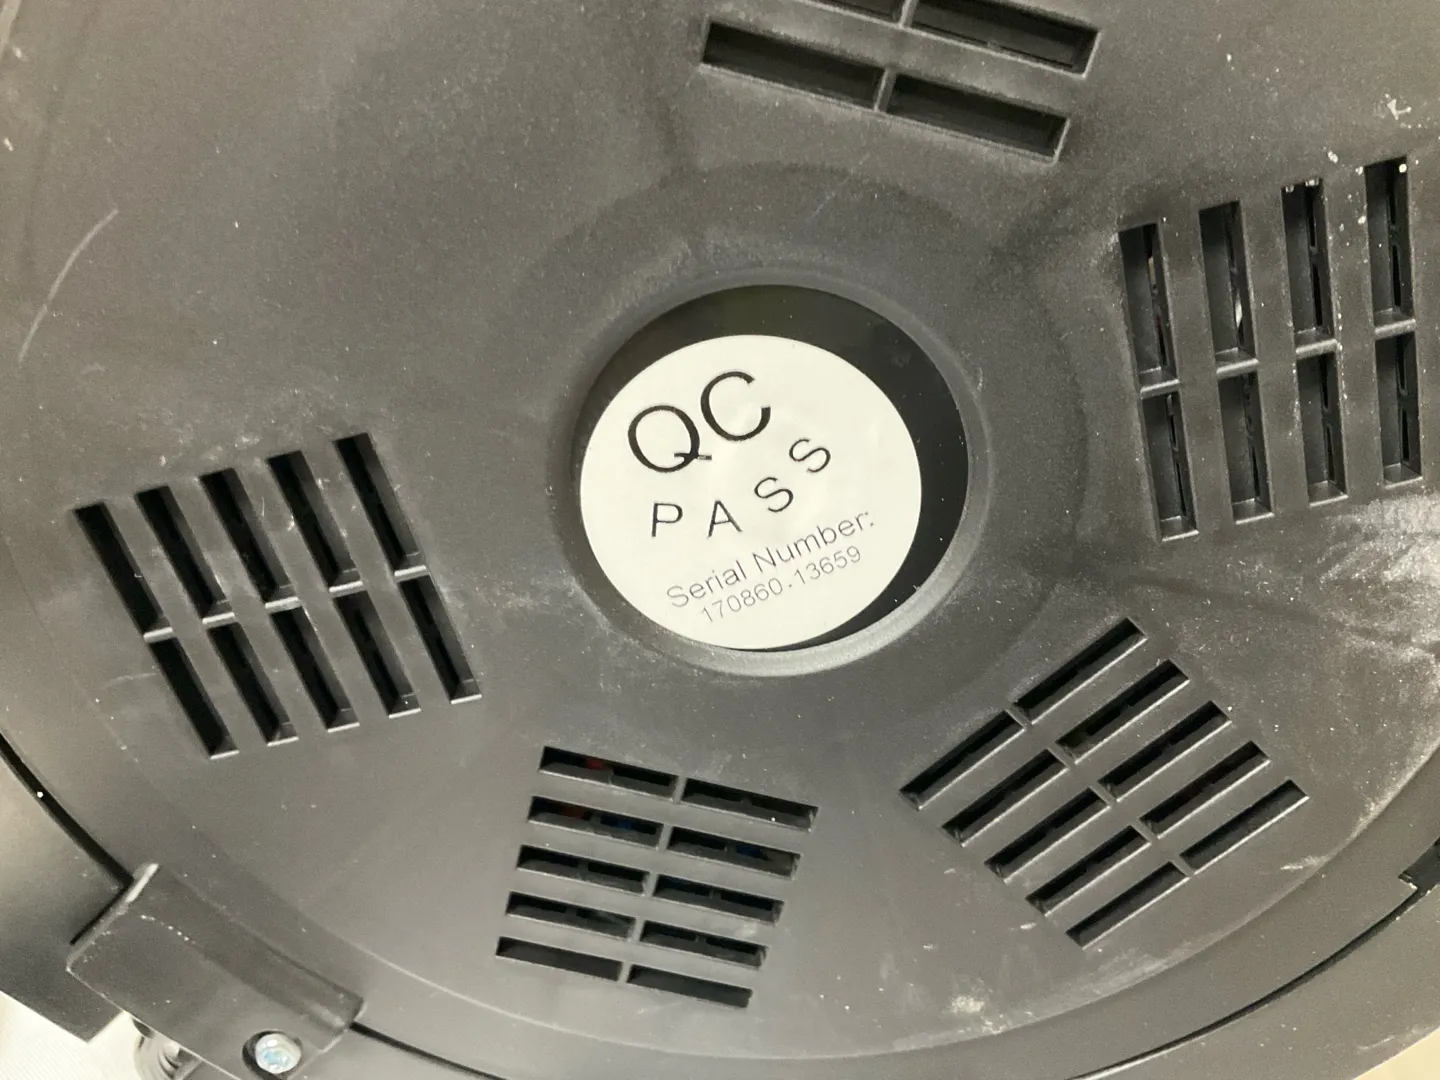 QC
PASS
Serial Number:
170860-13659